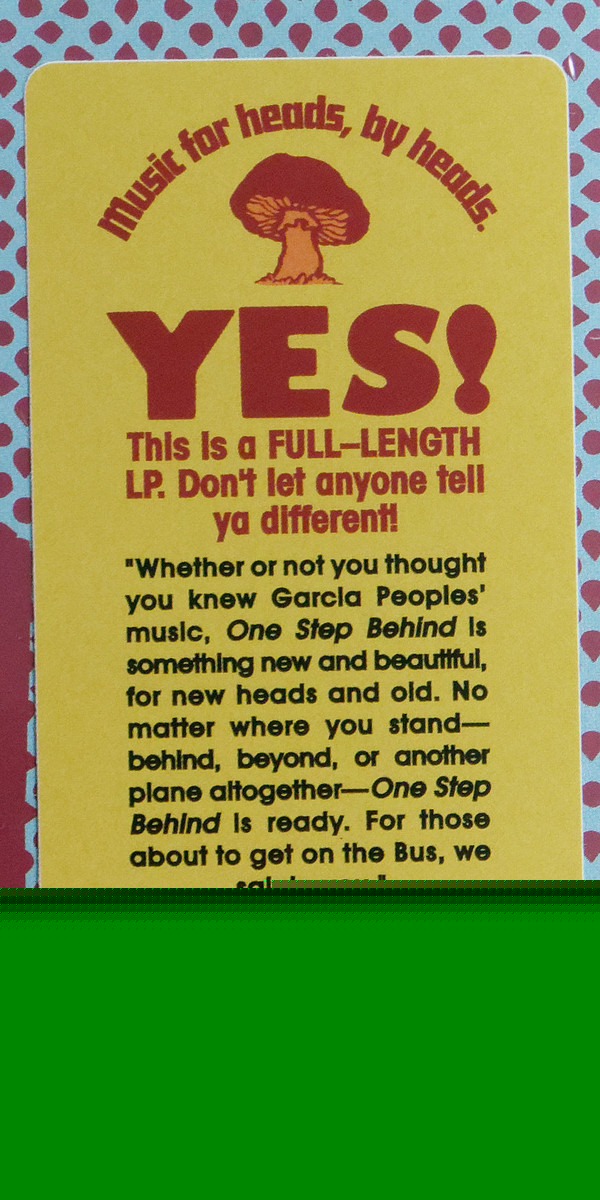 Music for heads, by heads.
YES!
This is a FULL–LENGTH
LP. Don't let anyone tell
ya different!
"Whether or not you thought
you knew Garcia Peoples'
music, One Step Behind is
something new and beautiful,
for new heads and old. No
matter where you stand—
behind, beyond, or another
plane altogether—One Step
Behind is ready. For those
about to get on the Bus, we